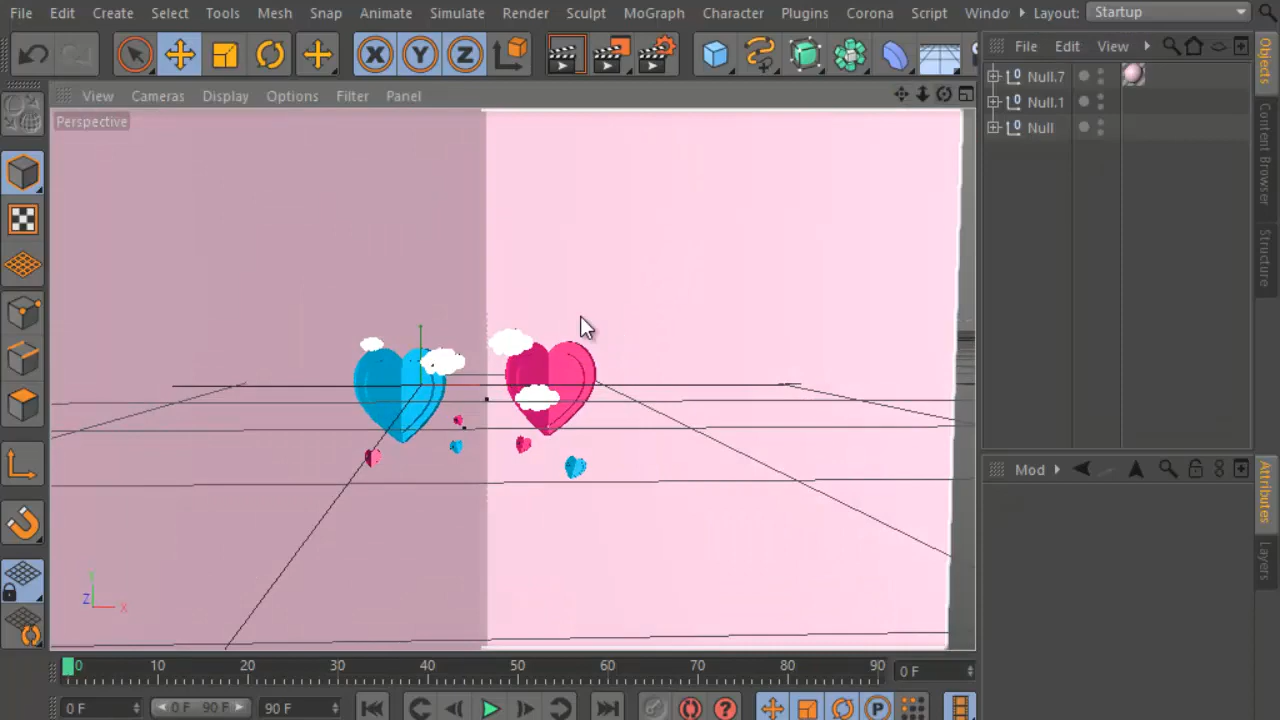 File Edit Create Select Tools Mesh Snap Animate Simulate Render Sculpt MoGraph Character Plugins Corona Script Windo Layout: Startup
X Y Z
File Edit View
Objects
View Cameras Display Options Filter Panel
Null.7
Null.1
Null
Perspective
Content Browser
Structure
Mod
Attributes
Layers
Y
Z X
0 10 20 30 40 50 60 70 80 90 0 F
0 F 0 F 90 F 90 F ? P